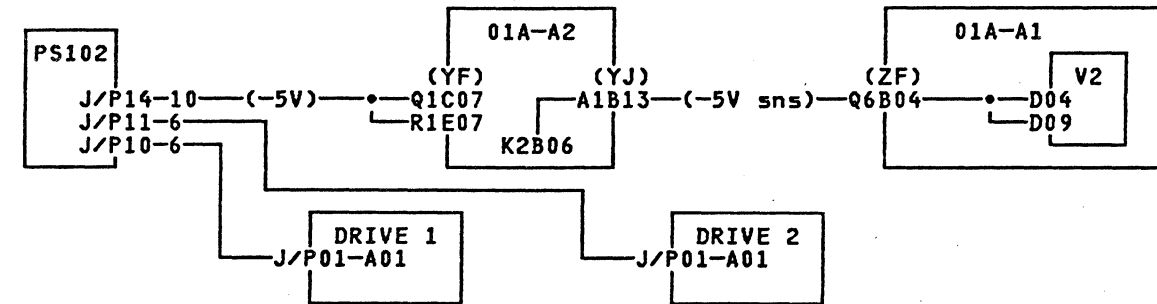 01A-A2 01A-A1
PS102 V2
(YF) (YJ) (ZF)
J/P14-10 (-5V) Q1C07 A1B13 (-5V sns) Q6B04 D04
J/P11-6 R1E07 D09
J/P10-6 K2B06
DRIVE 1 DRIVE 2
J/P01-A01 J/P01-A01